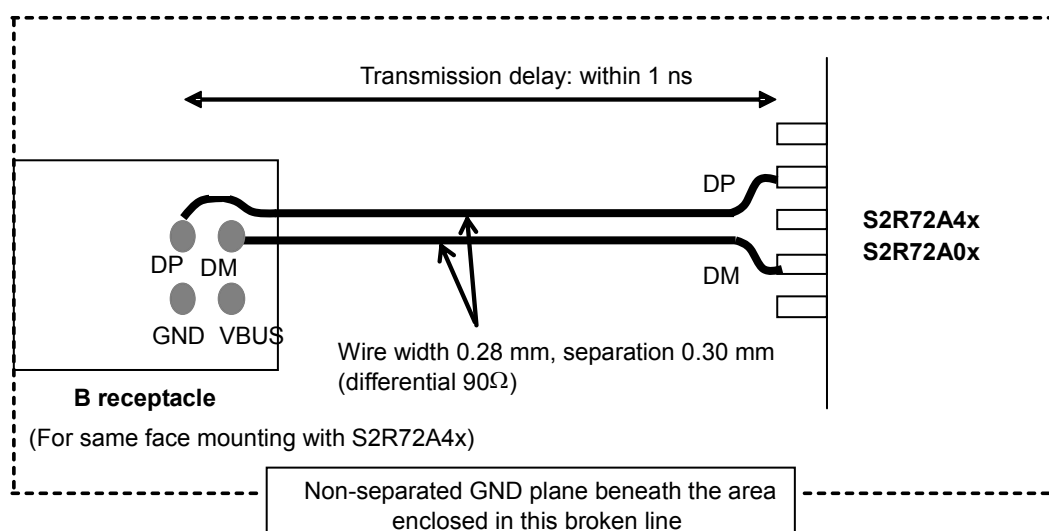 Transmission delay: within 1 ns
DP
S2R72A4x
S2R72A0x
DP DM
DM
GND VBUS
Wire width 0.28 mm, separation 0.30 mm
(differential 90Ω)
B receptacle
(For same face mounting with S2R72A4x)
Non-separated GND plane beneath the area
enclosed in this broken line